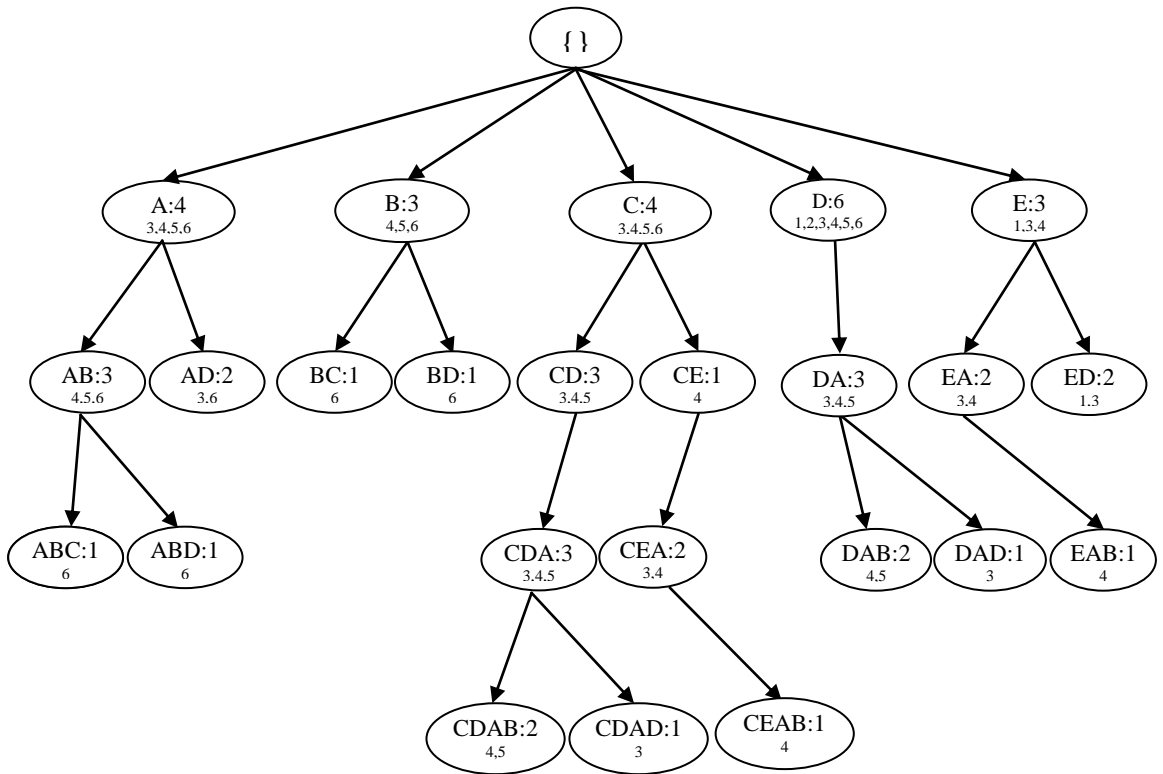 { }
A:4
3,4,5,6
B:3
4,5,6
C:4
3,4,5,6
D:6
1,2,3,4,5,6
E:3
1,3,4
AB:3
4,5,6
AD:2
3,6
BC:1
6
BD:1
6
CD:3
3,4,5
CE:1
4
DA:3
3,4,5
EA:2
3,4
ED:2
1,3
ABC:1
6
ABD:1
6
CDA:3
3,4,5
CEA:2
3,4
DAB:2
4,5
DAD:1
3
EAB:1
4
CDAB:2
4,5
CDAD:1
3
CEAB:1
4